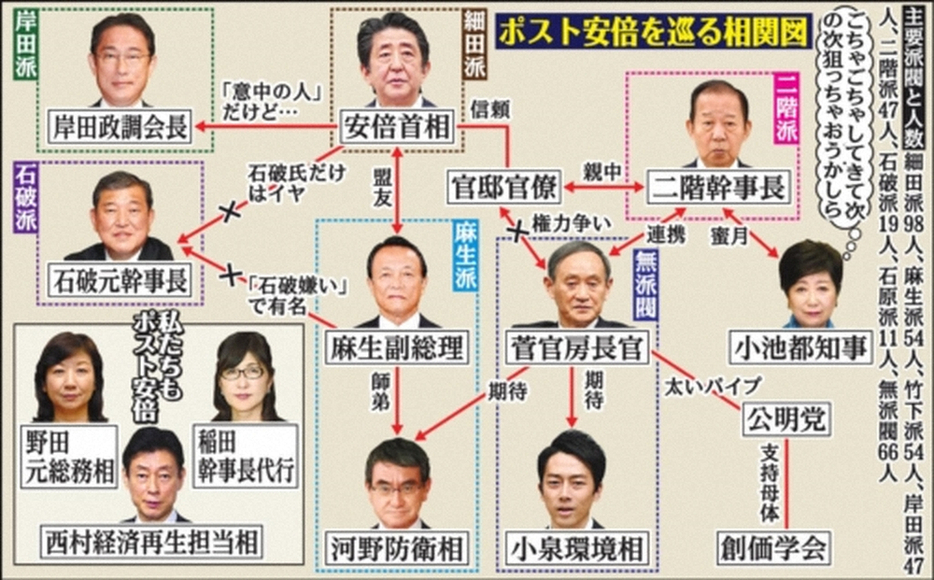 ポスト安倍を巡る相関図
主要派閥と人数 細田派98人、麻生派54人、竹下派54人、岸田派47
人、二階派47人、石破派19人、石原派11人、無派閥66人
ごちゃごちゃしてきて次
の次狙っちゃおうかしら
岸田派
岸田政調会長
「意中の人」
だけど…
細田派
安倍首相
信頼
官邸官僚
親中
二階派
二階幹事長
石破派
石破元幹事長
石破氏だけ
はイヤ
盟友
権力争い
連携
蜜月
「石破嫌い」
で有名
麻生派
麻生副総理
無派閥
菅官房長官
小池都知事
師弟
期待
期待
太いパイプ
公明党
支持母体
創価学会
河野防衛相
小泉環境相
私たちも
ポスト安倍
野田
元総務相
稲田
幹事長代行
西村経済再生担当相